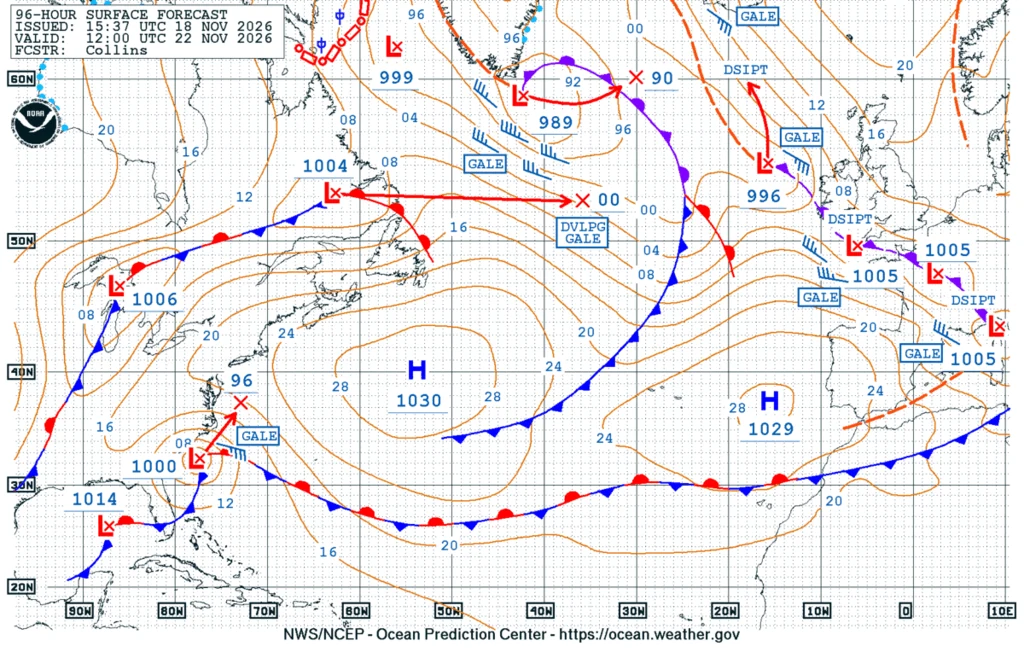 96-HOUR SURFACE FORECAST
ISSUED: 15:37 UTC 18 NOV 2026
VALID: 12:00 UTC 22 NOV 2026
FCSTR: Collins
NOAA
96
00
GALE
L
999
96
DSIPT
20
60N
92
90
L
989
96
12
16
08
04
20
16
GALE
GALE
1004
08
L
996
08
12
L
00
00
16
DVLPG
GALE
DSIPT
50N
04
L
1005
1005
08
L
L
1006
GALE
DSIPT
08
20
24
20
20
L
GALE
1005
40N
H
24
96
28
28
1030
24
H
28
1029
16
08
GALE
24
L
1000
30N
1014
12
20
L
16
20
20N
90W
80W
70W
60W
50W
40W
30W
20W
10W
0
10E
NWS/NCEP - Ocean Prediction Center - https://ocean.weather.gov